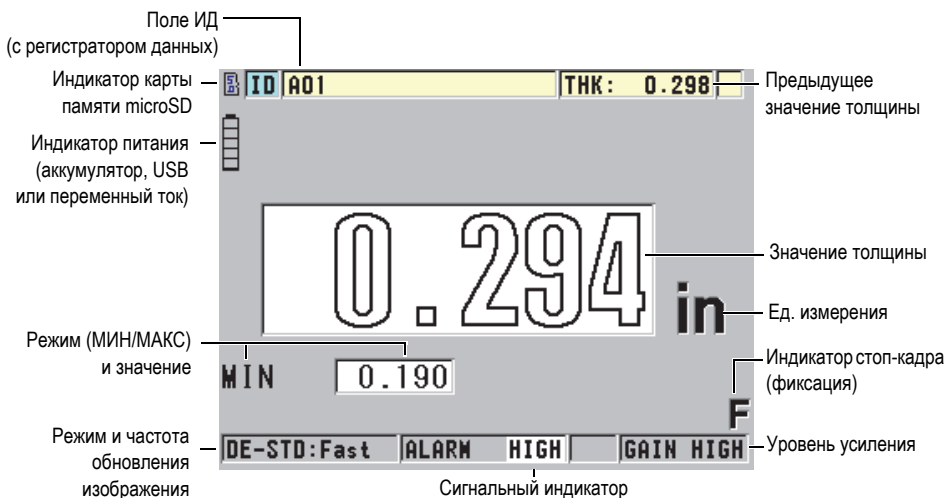 Поле ИД
(с регистратором данных)
Индикатор карты
памяти microSD
Индикатор питания
(аккумулятор, USB
или переменный ток)
Режим (МИН/МАКС)
и значение
Режим и частота
обновления
изображения
ID A01 THK: 0.298
0.294
in
MIN 0.190
F
DE-STD:Fast ALARM HIGH GAIN HIGH
Предыдущее
значение толщины
Значение толщины
Ед. измерения
Индикатор стоп-кадра
(фиксация)
Уровень усиления
Сигнальный индикатор